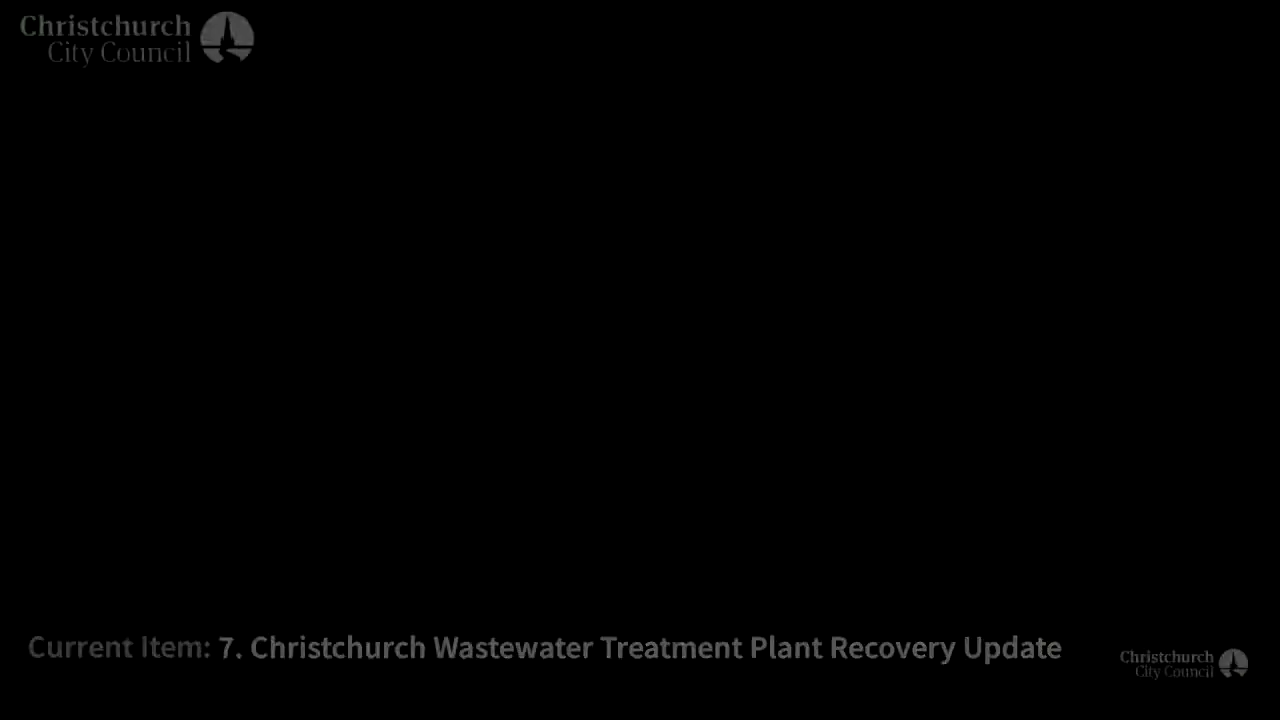 Christchurch
City Council
Current Item: 7. Christchurch Wastewater Treatment Plant Recovery Update
Christchurch
City Council